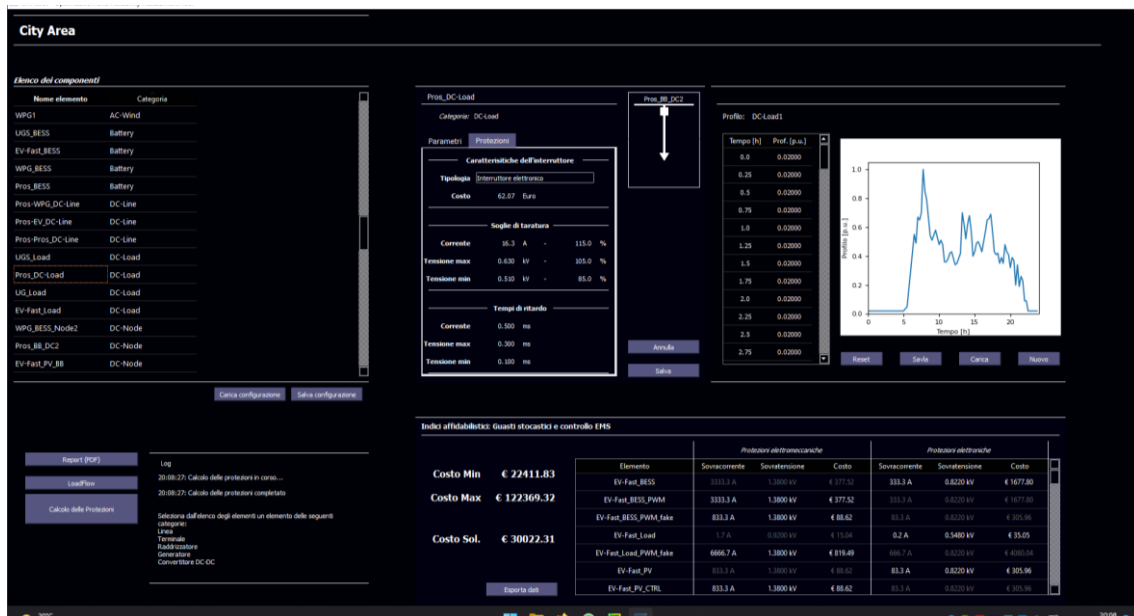 City Area
Elenco dei componenti
Nome elemento Categoria
WPG1 AC-Wind
UGS_BESS Battery
EV-Fast_BESS Battery
WPG_BESS Battery
Pros_BESS Battery
Pros-WPG_DC-Line DC-Line
Pros-EV_DC-Line DC-Line
Pros-Pros_DC-Line DC-Line
UGS_Load DC-Load
Pros_DC-Load DC-Load
UG_Load DC-Load
EV-Fast_Load DC-Load
WPG_BESS_Node2 DC-Node
Pros_BB_DC2 DC-Node
EV-Fast_PV_BB DC-Node
Carica configurazione Salva configurazione
Pros_DC-Load
Categoria: DC-Load
Parametri Protezioni
Caratterisitiche dell'interruttore
Tipologia Interruttore elettronico
Costo 62.07 Euro
Soglie di taratura
Corrente 16.3 A - 115.0 %
Tensione max 0.630 kV - 105.0 %
Tensione min 0.510 kV - 85.0 %
Tempi di ritardo
Corrente 0.500 ms
Tensione max 0.300 ms
Tensione min 0.100 ms
Pros_BB_DC2
Annulla
Salva
Profilo: DC-Load1
Tempo [h] Prof. [p.u.]
0.0 0.02000
0.25 0.02000
0.5 0.02000
0.75 0.02000
1.0 0.02000
1.25 0.02000
1.5 0.02000
1.75 0.02000
2.0 0.02000
2.25 0.02000
2.5 0.02000
2.75 0.02000
Profilo [p.u.]
1.0
0.8
0.6
0.4
0.2
0.0
0 5 10 15 20
Tempo [h]
Reset Savla Carica Nuovo
Report (PDF)
LoadFlow
Calcolo delle Protezioni
Log
20:08:27: Calcolo delle protezioni in corso...
20:08:27: Calcolo delle protezioni completato
Seleziona dall'elenco degli elementi un elemento delle seguenti
categorie:
Linea
Terminale
Raddrizzatore
Generatore
Convertitore DC-DC
Indici affidabilistici: Guasti stocastici e controllo EMS
Costo Min € 22411.83
Costo Max € 122369.32
Costo Sol. € 30022.31
Esporta dati
Protezioni elettromeccaniche Protezioni elettroniche
Elemento Sovracorrente Sovratensione Costo Sovracorrente Sovratensione Costo
EV-Fast_BESS 3333.3 A 1.3800 kV € 377.52 333.3 A 0.8220 kV € 1677.80
EV-Fast_BESS_PWM 3333.3 A 1.3800 kV € 377.52 333.3 A 0.8220 kV € 1677.80
EV-Fast_BESS_PWM_fake 833.3 A 1.3800 kV € 88.62 83.3 A 0.8220 kV € 305.96
EV-Fast_Load 1.7 A 0.9200 kV € 15.04 0.2 A 0.5480 kV € 35.05
EV-Fast_Load_PWM_fake 6666.7 A 1.3800 kV € 819.49 666.7 A 0.8220 kV € 4080.04
EV-Fast_PV 833.3 A 1.3800 kV € 88.62 83.3 A 0.8220 kV € 305.96
EV-Fast_PV_CTRL 833.3 A 1.3800 kV € 88.62 83.3 A 0.8220 kV € 305.96
20°C
20:08